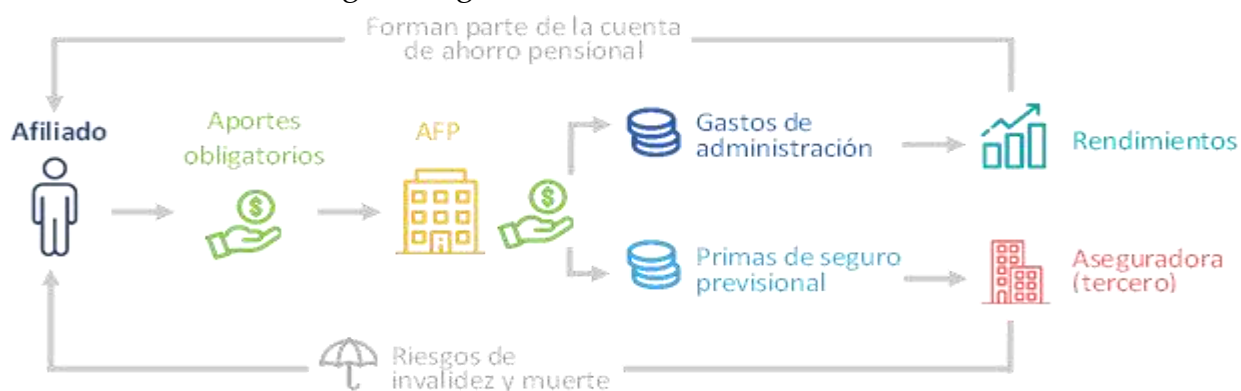 Forman parte de la cuenta
de ahorro pensional
Afiliado
Aportes
obligatorios
AFP
Gastos de
administración
Rendimientos
Primas de seguro
previsional
Aseguradora
(tercero)
Riesgos de
invalidez y muerte